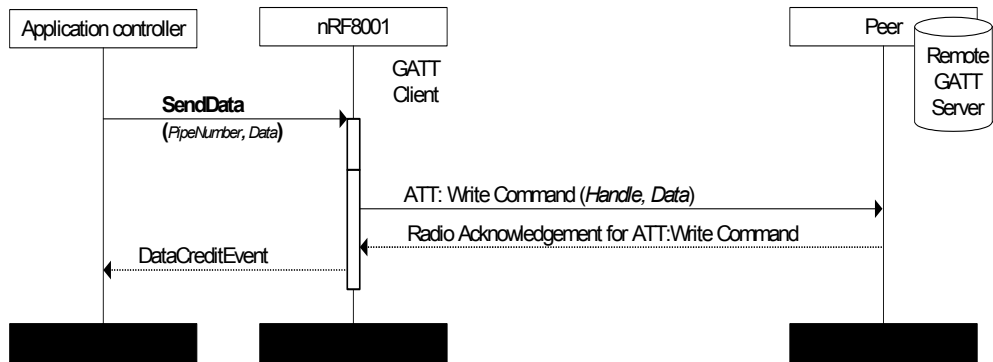 Application controller
nRF8001
Peer
Remote
GATT
Server
GATT
Client
SendData
(PipeNumber, Data)
ATT: Write Command (Handle, Data)
Radio Acknowledgement for ATT:Write Command
DataCreditEvent